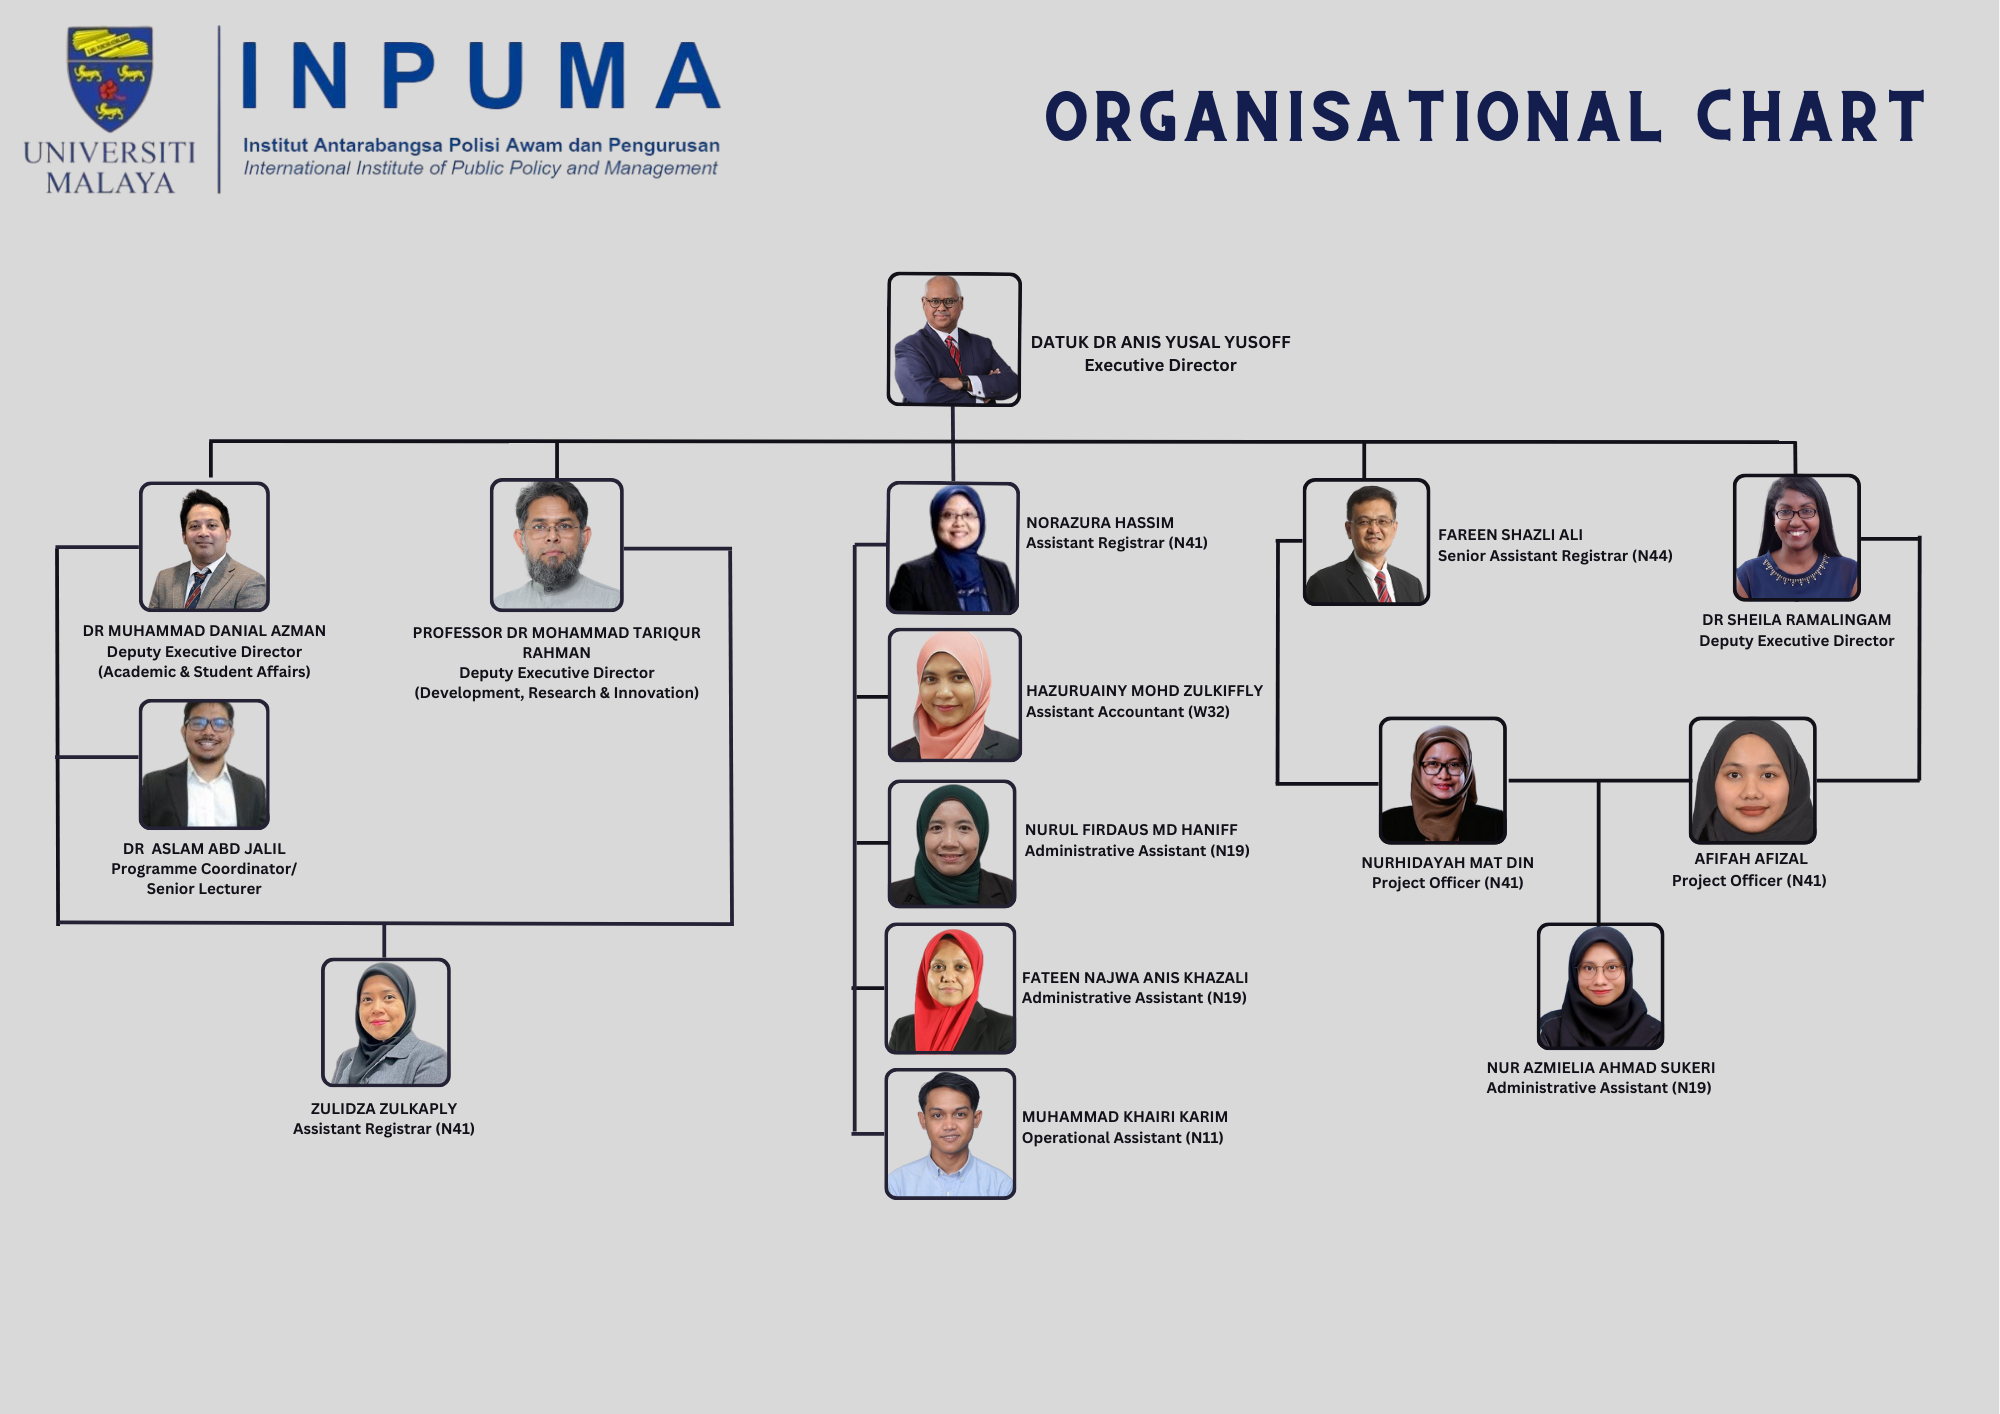 UNIVERSITI
MALAYA
INPUMA
Institut Antarabangsa Polisi Awam dan Pengurusan
International Institute of Public Policy and Management
ORGANISATIONAL CHART
DATUK DR ANIS YUSAL YUSOFF
Executive Director
DR MUHAMMAD DANIAL AZMAN
Deputy Executive Director
(Academic & Student Affairs)
PROFESSOR DR MOHAMMAD TARIQUR
RAHMAN
Deputy Executive Director
(Development, Research & Innovation)
NORAZURA HASSIM
Assistant Registrar (N41)
FAREEN SHAZLI ALI
Senior Assistant Registrar (N44)
DR SHEILA RAMALINGAM
Deputy Executive Director
DR  ASLAM ABD JALIL
Programme Coordinator/
Senior Lecturer
HAZURUAINY MOHD ZULKIFFLY
Assistant Accountant (W32)
NURUL FIRDAUS MD HANIFF
Administrative Assistant (N19)
NURHIDAYAH MAT DIN
Project Officer (N41)
AFIFAH AFIZAL
Project Officer (N41)
FATEEN NAJWA ANIS KHAZALI
Administrative Assistant (N19)
ZULIDZA ZULKAPLY
Assistant Registrar (N41)
MUHAMMAD KHAIRI KARIM
Operational Assistant (N11)
NUR AZMIELIA AHMAD SUKERI
Administrative Assistant (N19)